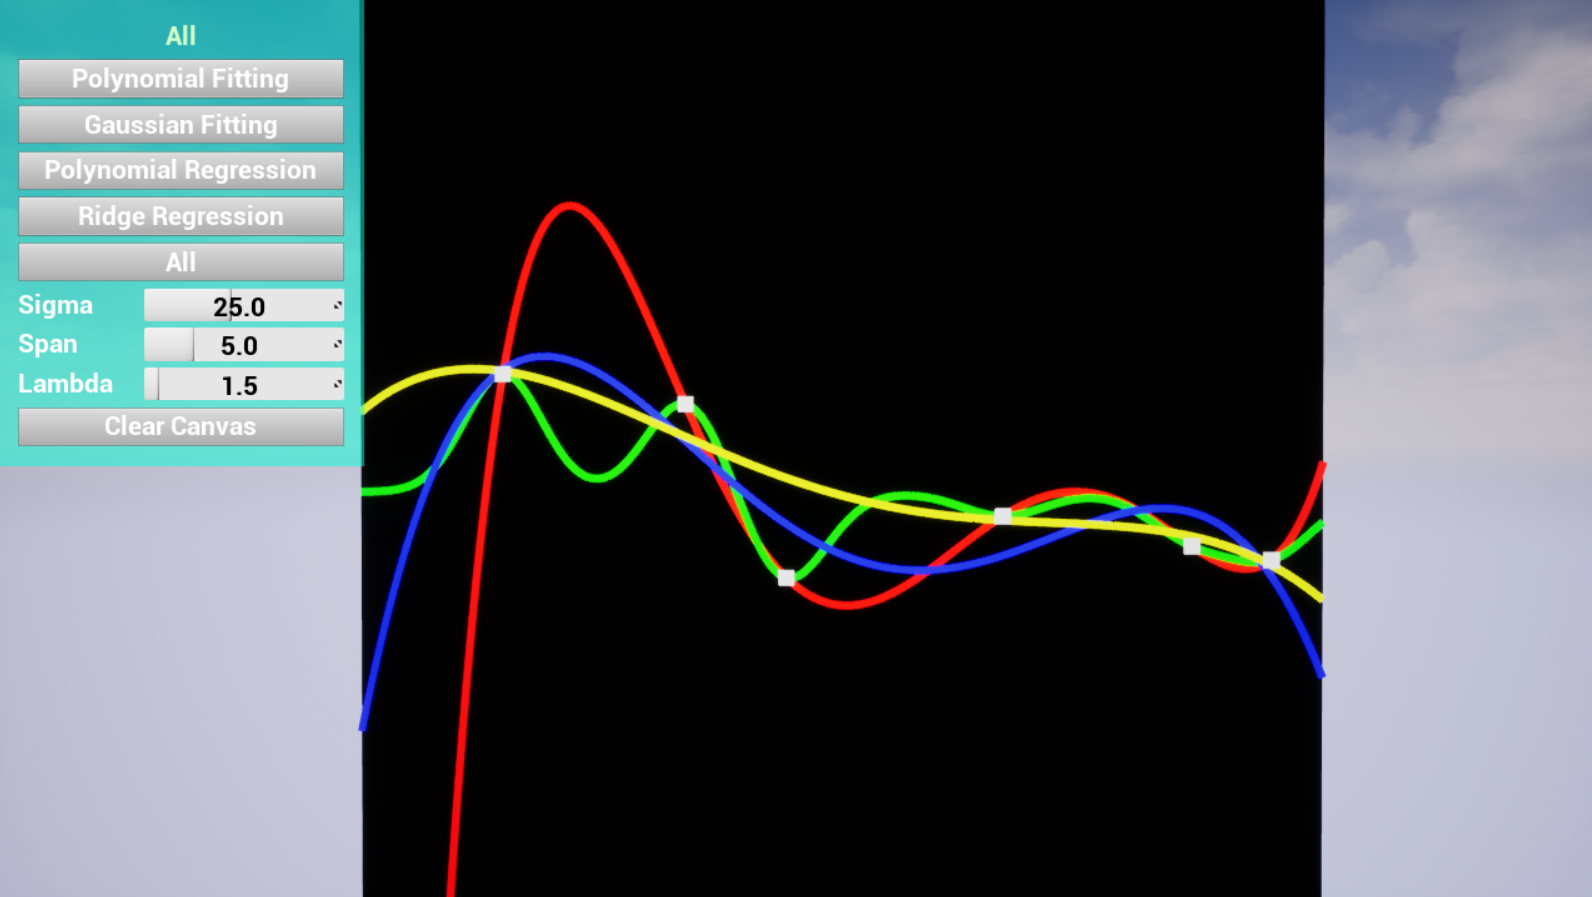 All
Polynomial Fitting
Gaussian Fitting
Polynomial Regression
Ridge Regression
All
Sigma 25.0
Span 5.0
Lambda 1.5
Clear Canvas